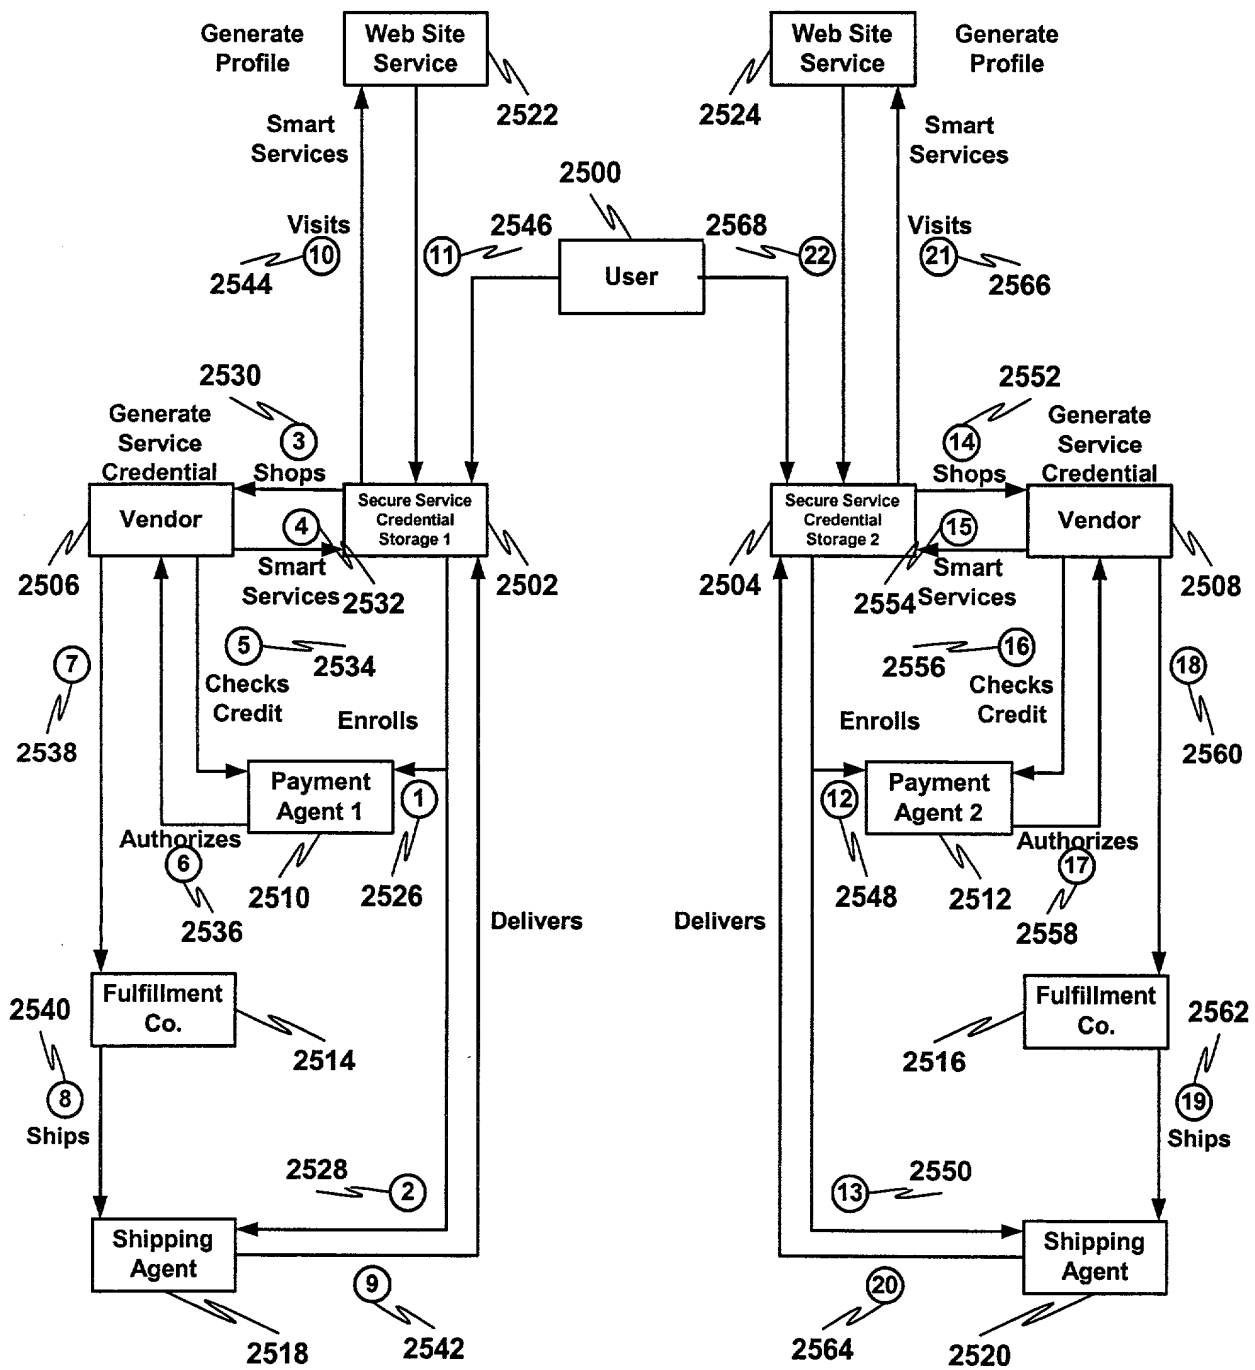 Generate
Profile
Web Site
Service
2522
Web Site
Service
2524
Generate
Profile
Smart
Services
Smart
Services
2500
User
Visits
10
2544
11
2546
2568
22
Visits
21
2566
2530
Generate
Service
Credential
3
Shops
Vendor
2506
4
Smart
Services
2532
Secure Service
Credential
Storage 1
2502
2552
14
Shops
Generate
Service
Credential
Secure Service
Credential
Storage 2
2504
15
2554
Smart
Services
Vendor
2508
7
2538
5
2534
Checks
Credit
Enrolls
Payment
Agent 1
1
2510
2526
Authorizes
6
2536
2556
16
Checks
Credit
18
2560
Enrolls
12
2548
Payment
Agent 2
2512
Authorizes
17
2558
Delivers
Delivers
Fulfillment
Co.
2514
2540
8
Ships
Fulfillment
Co.
2516
2562
19
Ships
2528
2
Shipping
Agent
2518
9
2542
13
2550
Shipping
Agent
20
2564
2520